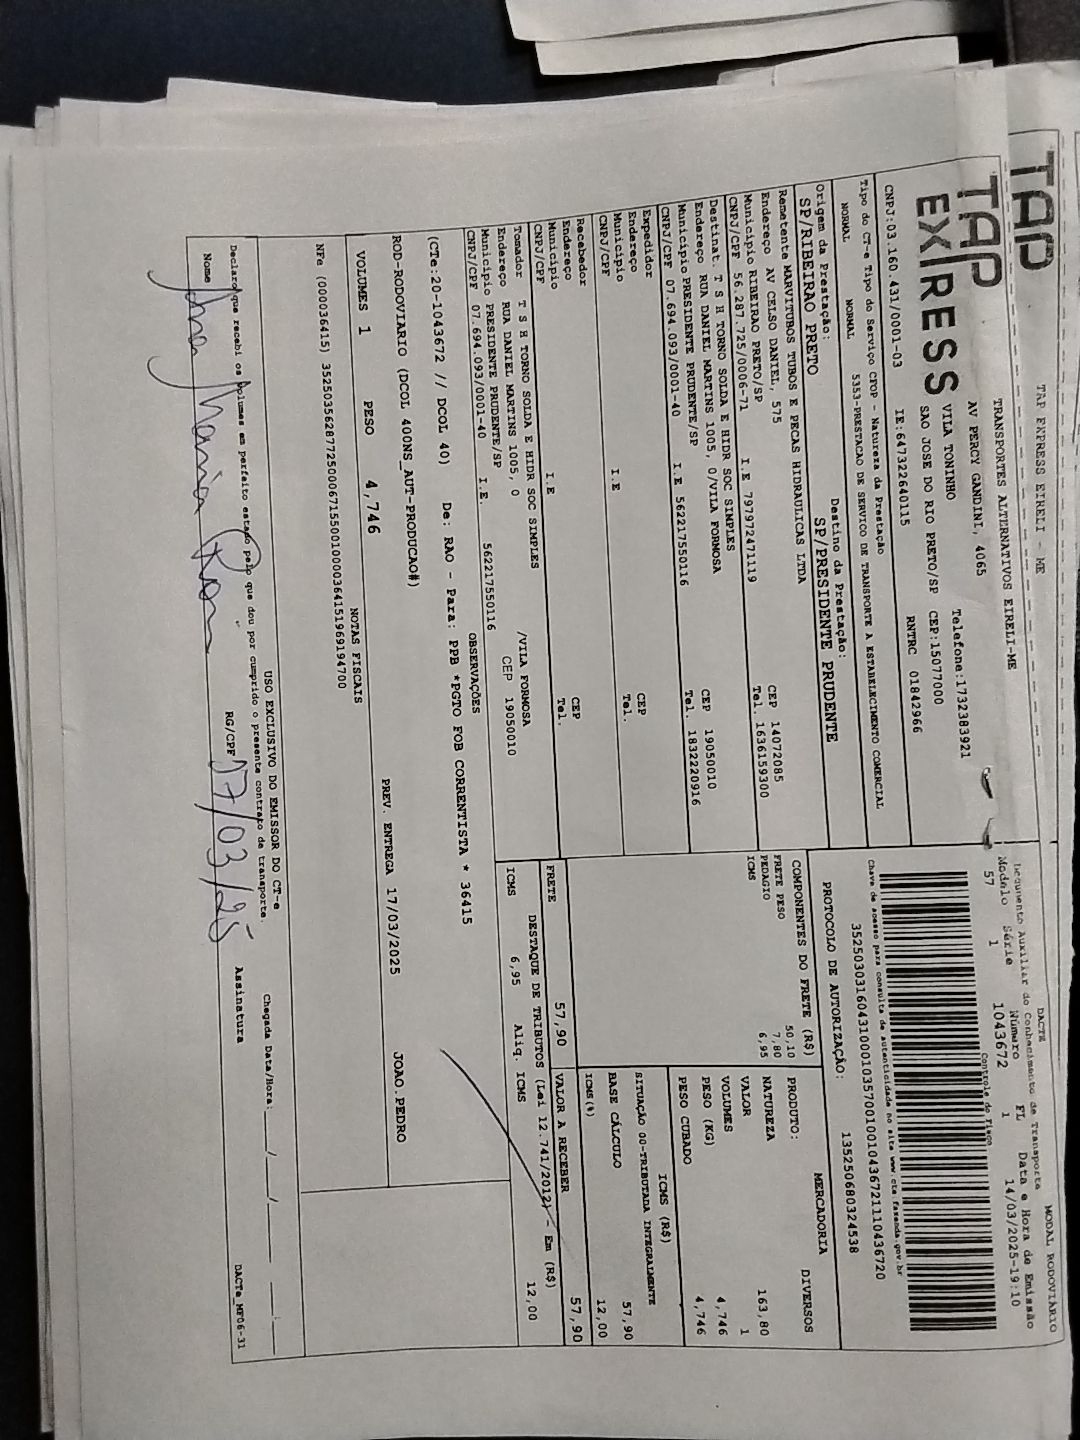 TAP
TAP EXPRESS EIRELI - ME
DACTE
MODAL RODOVIÁRIO
TAP
EXPRESS
TRANSPORTES ALTERNATIVOS EIRELI-ME
AV PERCY GANDINI, 4065
Telefone:1732383921
VILA TONINHO
CEP:15077000
SAO JOSE DO RIO PRETO/SP
CNPJ:03.160.431/0001-03
IE:647322640115
RNTRC 01842966
Documento Auxiliar do Conhecimento de Transporte
Modelo Série Número FL Data e Hora de Emissão
57 1 1043672 1 14/03/2025-19:10
Controle do Fisco
Chave de acesso para consulta de autenticidade no site www.cte.fazenda.gov.br
35250303160431000103570010010436721110436720
PROTOCOLO DE AUTORIZAÇÃO: 135250680324538
Tipo do CT-e Tipo do Serviço CFOP - Natureza da Prestação
NORMAL NORMAL 5353-PRESTACAO DE SERVICO DE TRANSPORTE A ESTABELECIMENTO COMERCIAL
Origem da Prestação: Destino da Prestação:
SP/RIBEIRAO PRETO SP/PRESIDENTE PRUDENTE
Remetente MARVITUBOS TUBOS E PECAS HIDRAULICAS LTDA
Endereço AV CELSO DANIEL, 575 CEP 14072085
Município RIBEIRAO PRETO/SP Tel. 1636159300
CNPJ/CPF 56.287.725/0006-71 I.E 797972471119
Destinat. T S H TORNO SOLDA E HIDR SOC SIMPLES
Endereço RUA DANIEL MARTINS 1005, 0/VILA FORMOSA CEP 19050010
Município PRESIDENTE PRUDENTE/SP Tel. 1832220916
CNPJ/CPF 07.694.093/0001-40 I.E 562217550116
Expedidor
Endereço CEP
Município Tel.
CNPJ/CPF I.E
Recebedor
Endereço CEP
Município Tel.
CNPJ/CPF I.E
Tomador T S H TORNO SOLDA E HIDR SOC SIMPLES
Endereço RUA DANIEL MARTINS 1005, 0 /VILA FORMOSA
Município PRESIDENTE PRUDENTE/SP CEP 19050010
CNPJ/CPF 07.694.093/0001-40 I.E. 562217550116
COMPONENTES DO FRETE (R$)
FRETE PESO 50,10
PEDAGIO 7,80
ICMS 6,95
FRETE 57,90
MERCADORIA
PRODUTO: DIVERSOS
NATUREZA
VALOR 163,80
VOLUMES 1
PESO (KG) 4,746
PESO CUBADO 4,746
ICMS (R$)
SITUAÇÃO 00-TRIBUTADA INTEGRALMENTE
BASE CÁLCULO 57,90
ICMS(%) 12,00
VALOR A RECEBER 57,90
DESTAQUE DE TRIBUTOS (Lei 12.741/2012) - Em (R$)
ICMS 6,95 Aliq. ICMS 12,00
OBSERVAÇÕES
(CTe:20-1043672 // DCOL 40) De: RAO - Para: PPB *PGTO FOB CORRENTISTA * 36415
ROD-RODOVIARIO (DCOL 400NS_AUT-PRODUCAO#)
PREV. ENTREGA 17/03/2025 JOAO.PEDRO
VOLUMES 1 PESO 4,746
NOTAS FISCAIS
NFe (000036415) 35250356287725000671550010000364151969194700
USO EXCLUSIVO DO EMISSOR DO CT-e
Declaro que recebi os volumes em perfeito estado pelo que dou por cumprido o presente contrato de transporte.
Chegada Data/Hora: __/__/__ __:__
Nome RG/CPF 17/03/25 Assinatura
DACTe_MF06-31